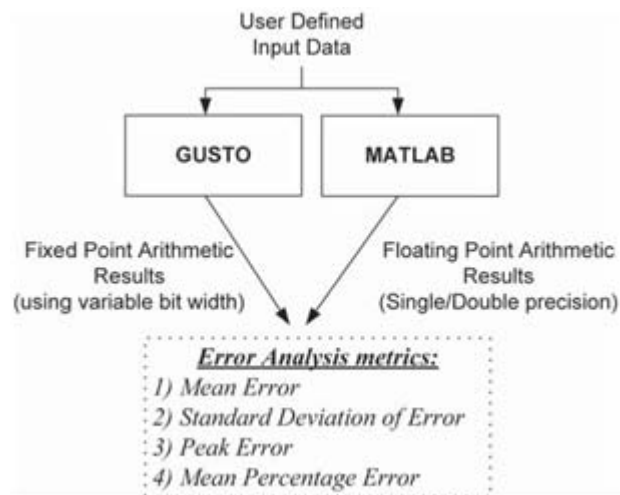 User Defined
Input Data
GUSTO
MATLAB
Fixed Point Arithmetic
Results
(using variable bit width)
Floating Point Arithmetic
Results
(Single/Double precision)
Error Analysis metrics:
1) Mean Error
2) Standard Deviation of Error
3) Peak Error
4) Mean Percentage Error